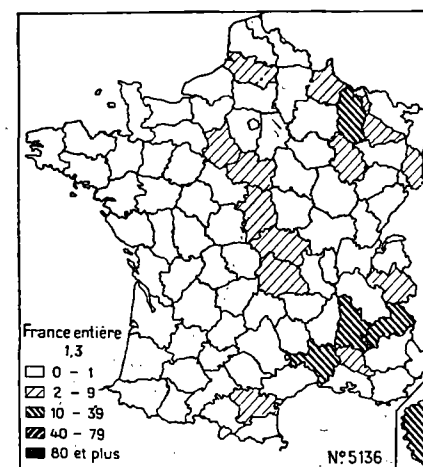 France entière
1,3
0 - 1
2 - 9
10 - 39
40 - 79
80 et plus
N°5136